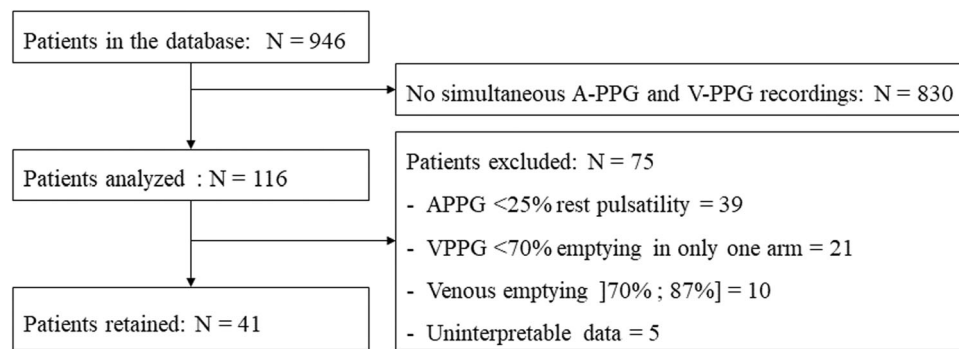 Patients in the database: N = 946
No simultaneous A-PPG and V-PPG recordings: N = 830
Patients analyzed : N = 116
Patients excluded: N = 75
- APPG <25% rest pulsatility = 39
- VPPG <70% emptying in only one arm = 21
- Venous emptying ]70% ; 87%] = 10
- Uninterpretable data = 5
Patients retained: N = 41